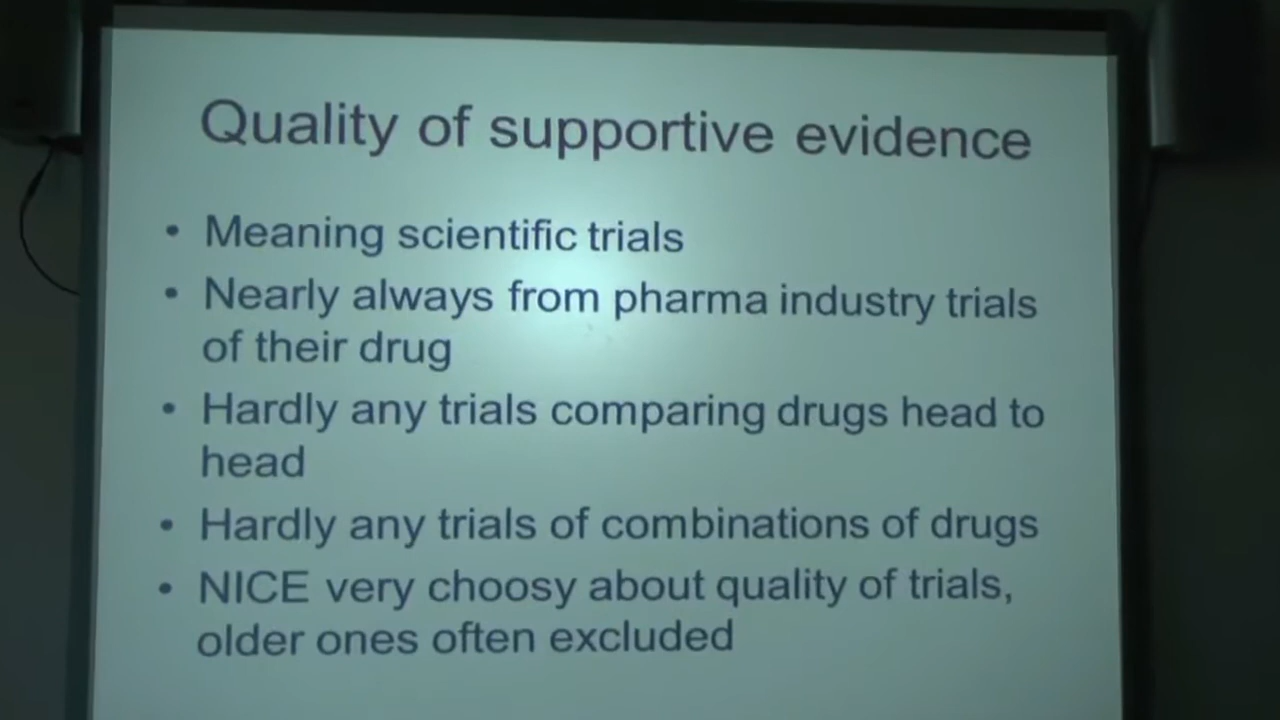 Quality of supportive evidence
• Meaning scientific trials
• Nearly always from pharma industry trials
of their drug
• Hardly any trials comparing drugs head to
head
• Hardly any trials of combinations of drugs
• NICE very choosy about quality of trials,
older ones often excluded